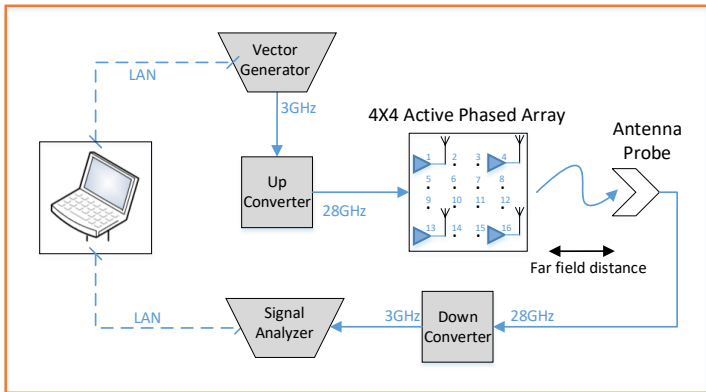 Vector
Generator
LAN
3GHz
4X4 Active Phased Array
Antenna
Probe
Up
Converter
28GHz
1 2 3 4
5 6 7 8
9 10 11 12
13 14 15 16
Far field distance
Signal
Analyzer
LAN
3GHz
Down
Converter
28GHz